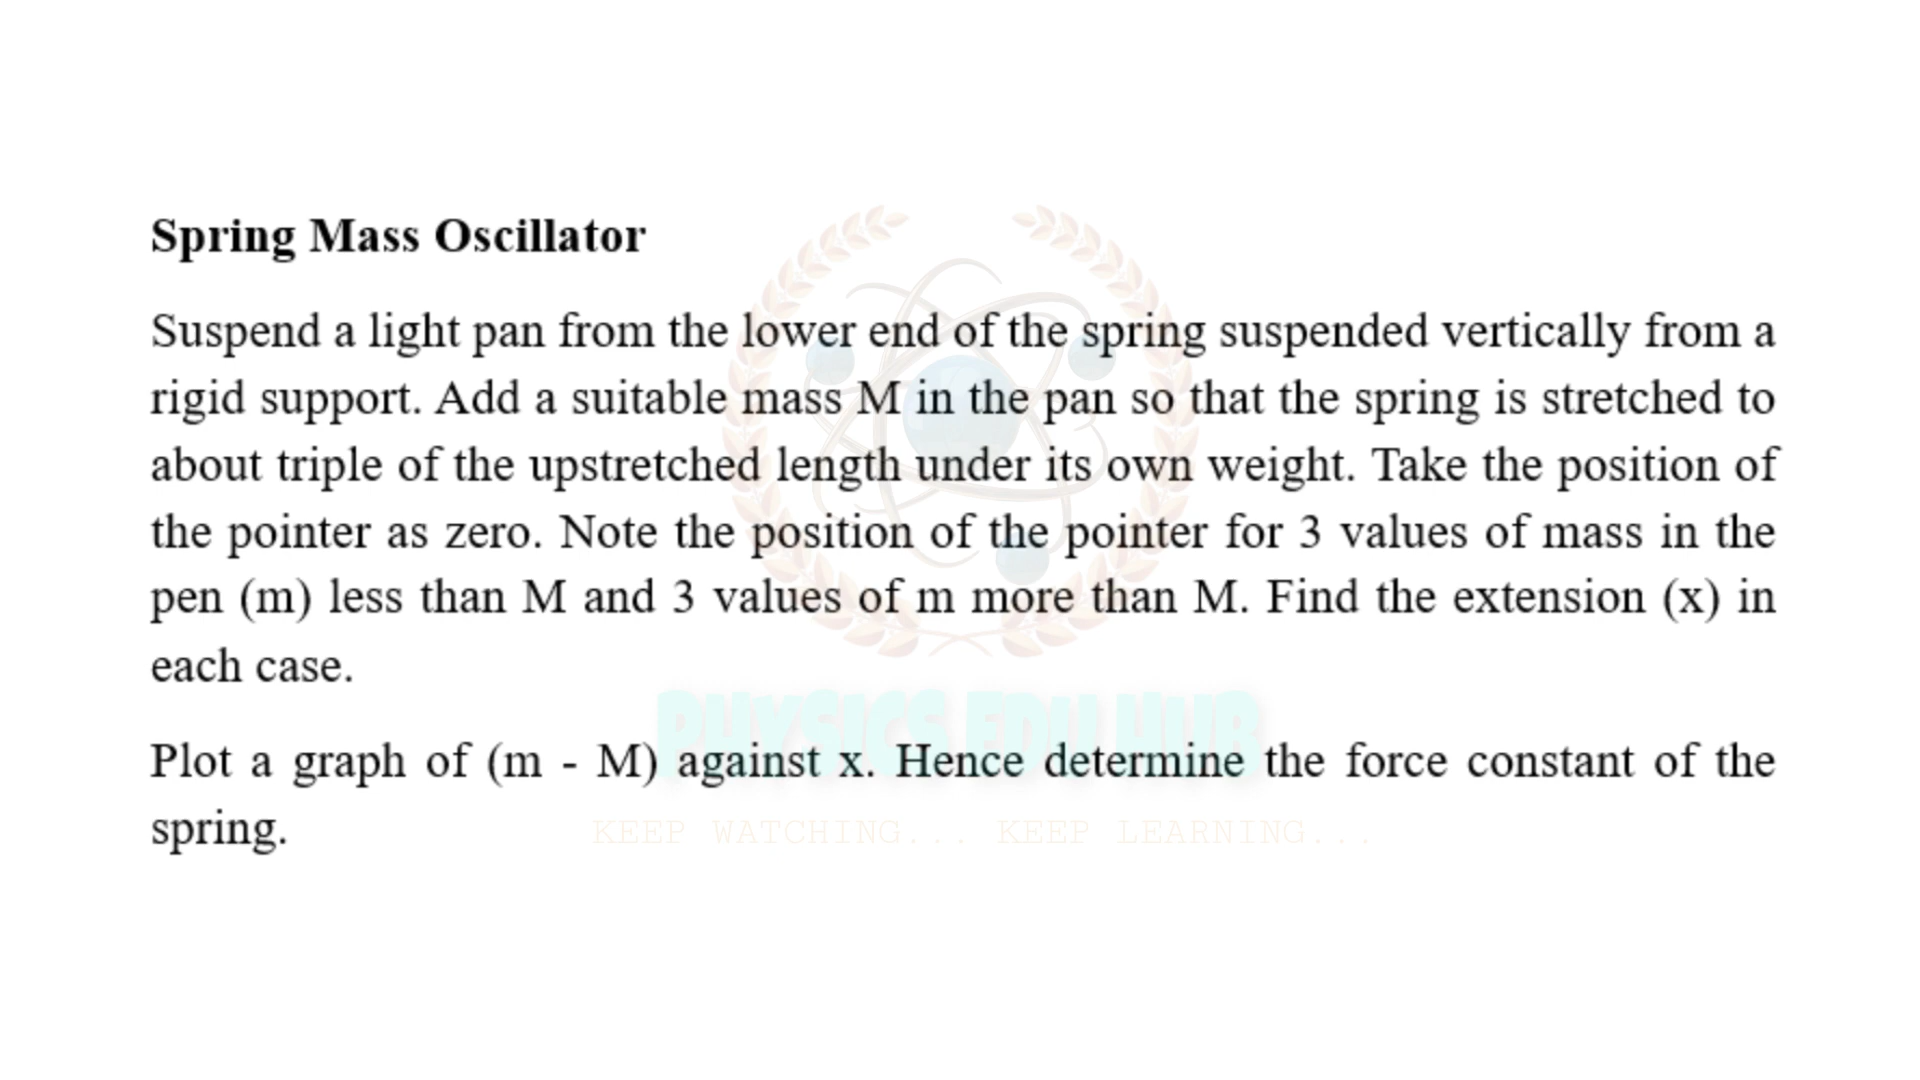 Spring Mass Oscillator
Suspend a light pan from the lower end of the spring suspended vertically from a
rigid support. Add a suitable mass M in the pan so that the spring is stretched to
about triple of the upstretched length under its own weight. Take the position of
the pointer as zero. Note the position of the pointer for 3 values of mass in the
pen (m) less than M and 3 values of m more than M. Find the extension (x) in
each case.
PHYSICS EDU HUB
Plot a graph of (m - M) against x. Hence determine the force constant of the
spring.
KEEP WATCHING... KEEP LEARNING...